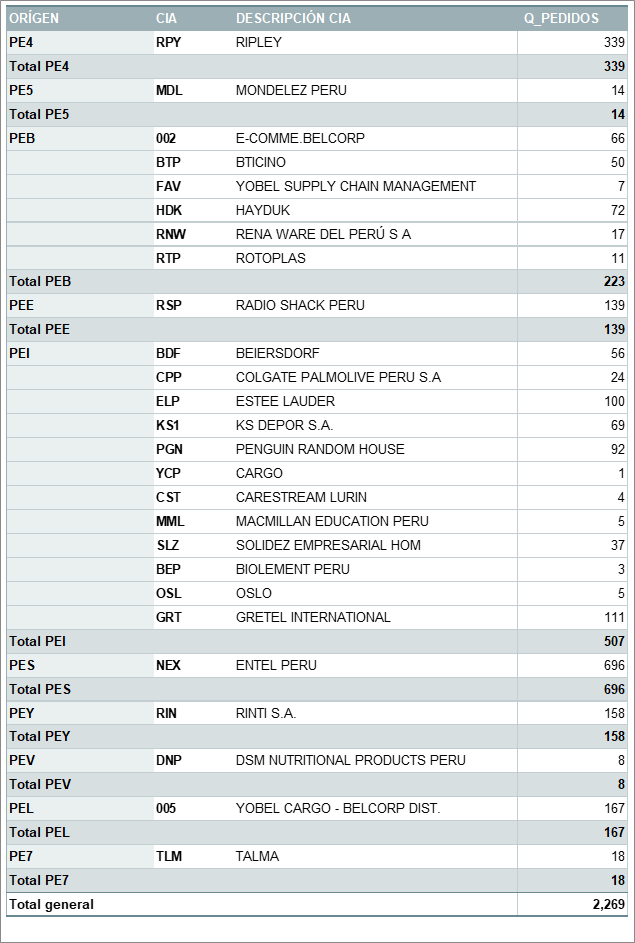 ORÍGEN CIA DESCRIPCIÓN CIA Q_PEDIDOS
PE4 RPY RIPLEY 339
Total PE4 339
PE5 MDL MONDELEZ PERU 14
Total PE5 14
PEB 002 E-COMME.BELCORP 66
BTP BTICINO 50
FAV YOBEL SUPPLY CHAIN MANAGEMENT 7
HDK HAYDUK 72
RNW RENA WARE DEL PERÚ S A 17
RTP ROTOPLAS 11
Total PEB 223
PEE RSP RADIO SHACK PERU 139
Total PEE 139
PEI BDF BEIERSDORF 56
CPP COLGATE PALMOLIVE PERU S.A 24
ELP ESTEE LAUDER 100
KS1 KS DEPOR S.A. 69
PGN PENGUIN RANDOM HOUSE 92
YCP CARGO 1
CST CARESTREAM LURIN 4
MML MACMILLAN EDUCATION PERU 5
SLZ SOLIDEZ EMPRESARIAL HOM 37
BEP BIOLEMENT PERU 3
OSL OSLO 5
GRT GRETEL INTERNATIONAL 111
Total PEI 507
PES NEX ENTEL PERU 696
Total PES 696
PEY RIN RINTI S.A. 158
Total PEY 158
PEV DNP DSM NUTRITIONAL PRODUCTS PERU 8
Total PEV 8
PEL 005 YOBEL CARGO - BELCORP DIST. 167
Total PEL 167
PE7 TLM TALMA 18
Total PE7 18
Total general 2,269